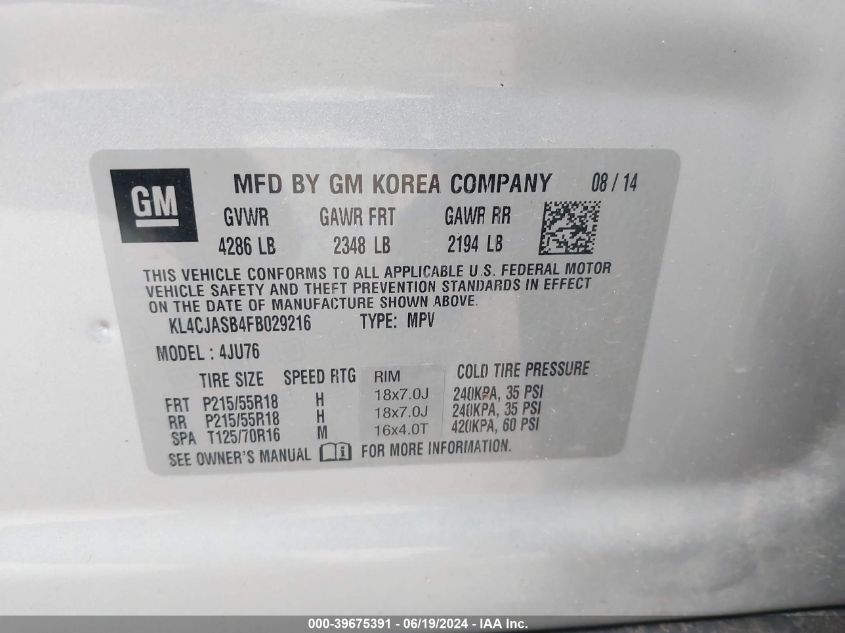 GM
MFD BY GM KOREA COMPANY 08 / 14
GVWR GAWR FRT GAWR RR
4286 LB 2348 LB 2194 LB
THIS VEHICLE CONFORMS TO ALL APPLICABLE U.S. FEDERAL MOTOR
VEHICLE SAFETY AND THEFT PREVENTION STANDARDS IN EFFECT
ON THE DATE OF MANUFACTURE SHOWN ABOVE.
KL4CJASB4FB029216 TYPE: MPV
MODEL : 4JU76
TIRE SIZE SPEED RTG RIM COLD TIRE PRESSURE
FRT P215/55R18 H 18x7.0J 240KPA, 35 PSI
RR P215/55R18 H 18x7.0J 240KPA, 35 PSI
SPA T125/70R16 M 16x4.0T 420KPA, 60 PSI
SEE OWNER'S MANUAL FOR MORE INFORMATION.
000-39675391 - 06/19/2024 - IAA Inc.